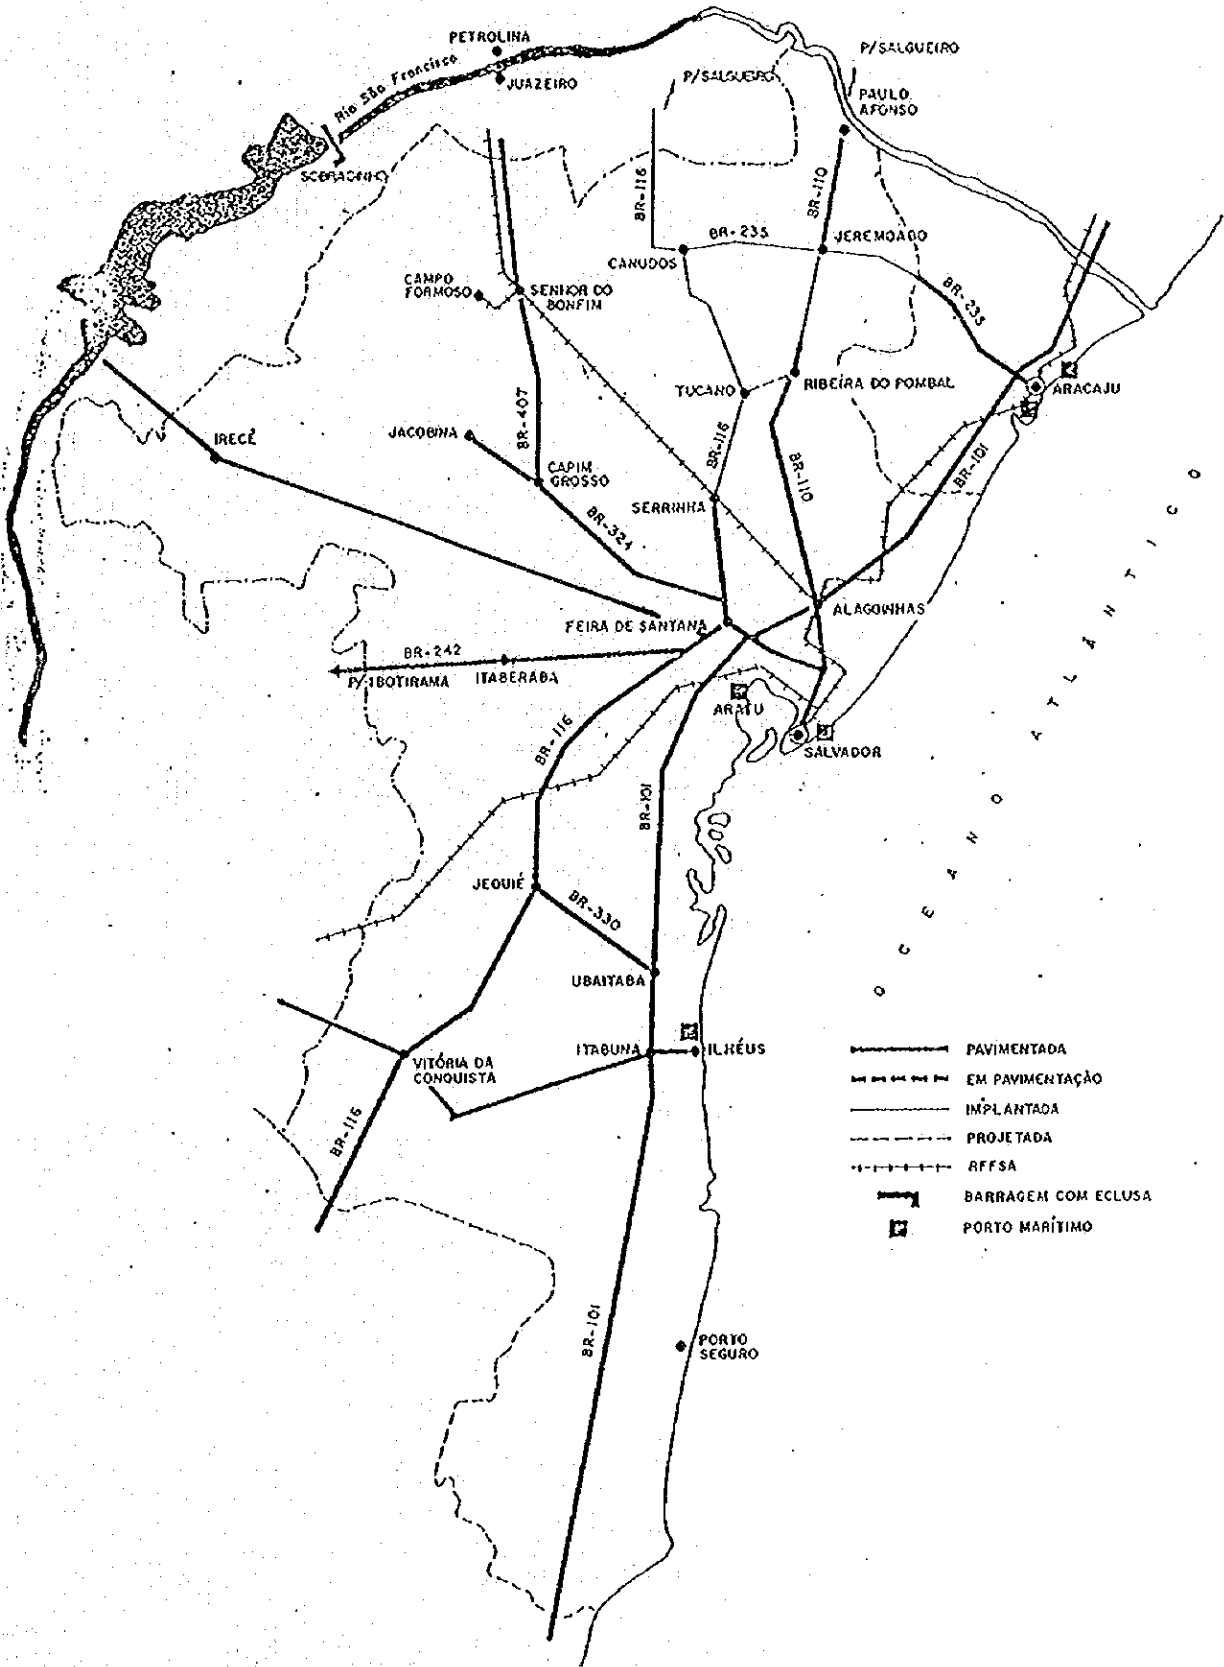 PETROLINA
Rio São Francisco
JUAZEIRO
P/SALGUEIRO
P/SALGUEIRO
PAULO
AFONSO
SOBRADINHO
BR-116
BR-110
BR-235
JEREMOABO
CANUDOS
CAMPO
FORMOSO
SENHOR DO
BONFIM
BR-235
TUCANO
RIBEIRA DO POMBAL
ARACAJU
BR-407
JACOBINA
IRECÊ
BR-116
BR-110
BR-101
CAPIM
GROSSO
SERRINHA
BR-324
ALAGOINHAS
FEIRA DE SANTANA
BR-242
P/IBOTIRAMA
ITABERABA
ARATU
SALVADOR
BR-116
BR-101
OCEANO ATLÂNTICO
JEQUIÉ
BR-330
UBAITABA
ITABUNA
ILHÉUS
VITÓRIA DA
CONQUISTA
BR-116
PAVIMENTADA
EM PAVIMENTAÇÃO
IMPLANTADA
PROJETADA
RFFSA
BARRAGEM COM ECLUSA
PORTO MARÍTIMO
BR-101
PORTO
SEGURO